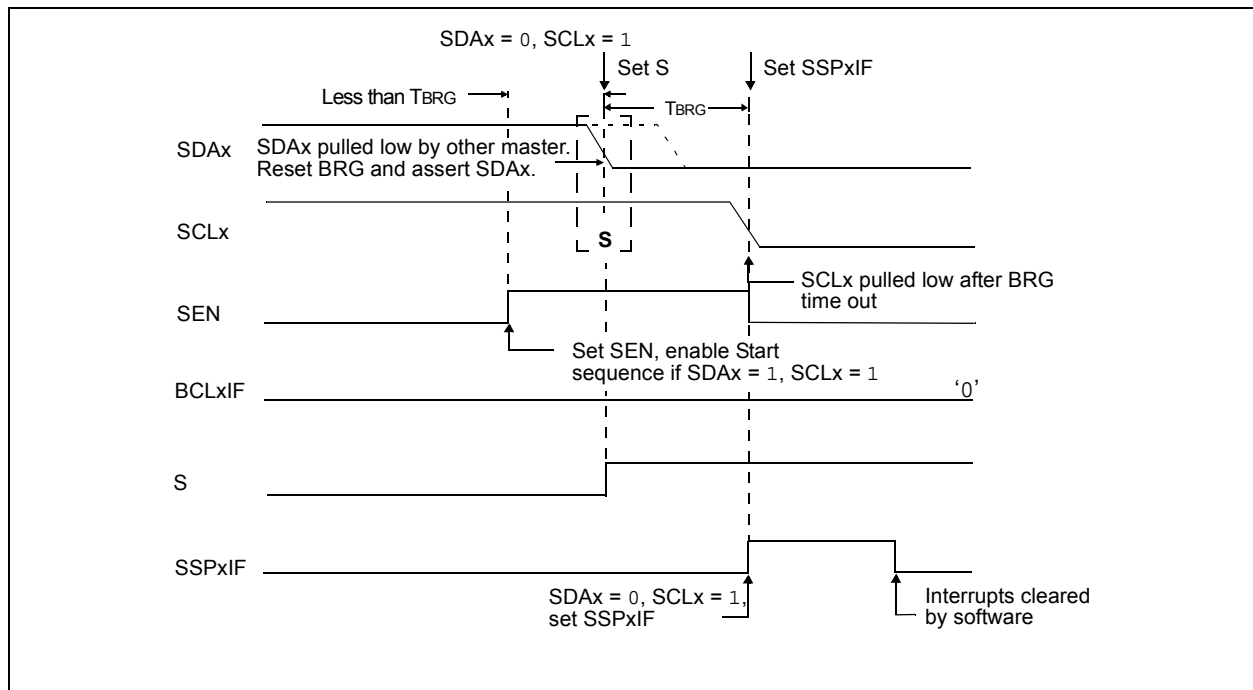 SDAx = 0, SCLx = 1
Set S
Set SSPxIF
Less than TBRG
TBRG
SDAx
SDAx pulled low by other master.
Reset BRG and assert SDAx.
SCLx
S
SCLx pulled low after BRG
time out
SEN
Set SEN, enable Start
sequence if SDAx = 1, SCLx = 1
BCLxIF
‘0’
S
SSPxIF
SDAx = 0, SCLx = 1,
set SSPxIF
Interrupts cleared
by software